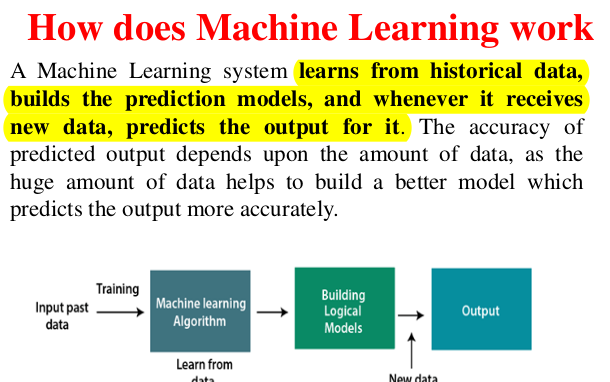 How does Machine Learning work
A Machine Learning system learns from historical data,
builds the prediction models, and whenever it receives
new data, predicts the output for it. The accuracy of
predicted output depends upon the amount of data, as the
huge amount of data helps to build a better model which
predicts the output more accurately.
Training
Input past
data
Machine learning
Algorithm
Learn from
data
Building
Logical
Models
New data
Output